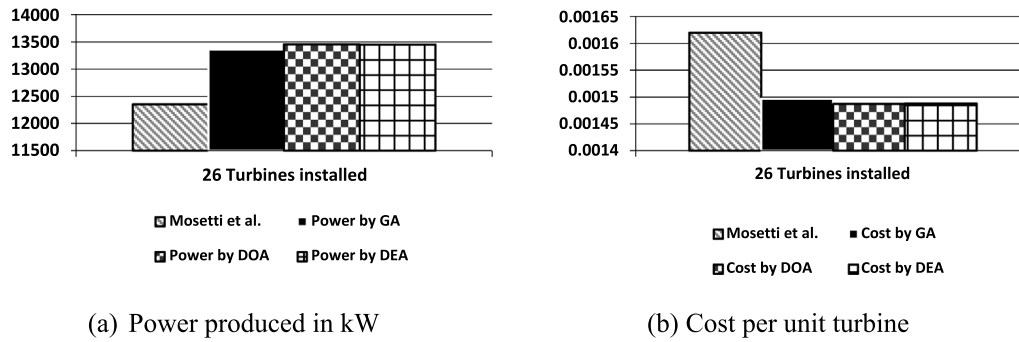 14000
13500
13000
12500
12000
11500
26 Turbines installed
Mosetti et al. Power by GA
Power by DOA Power by DEA
(a) Power produced in kW
0.00165
0.0016
0.00155
0.0015
0.00145
0.0014
26 Turbines installed
Mosetti et al. Cost by GA
Cost by DOA Cost by DEA
(b) Cost per unit turbine